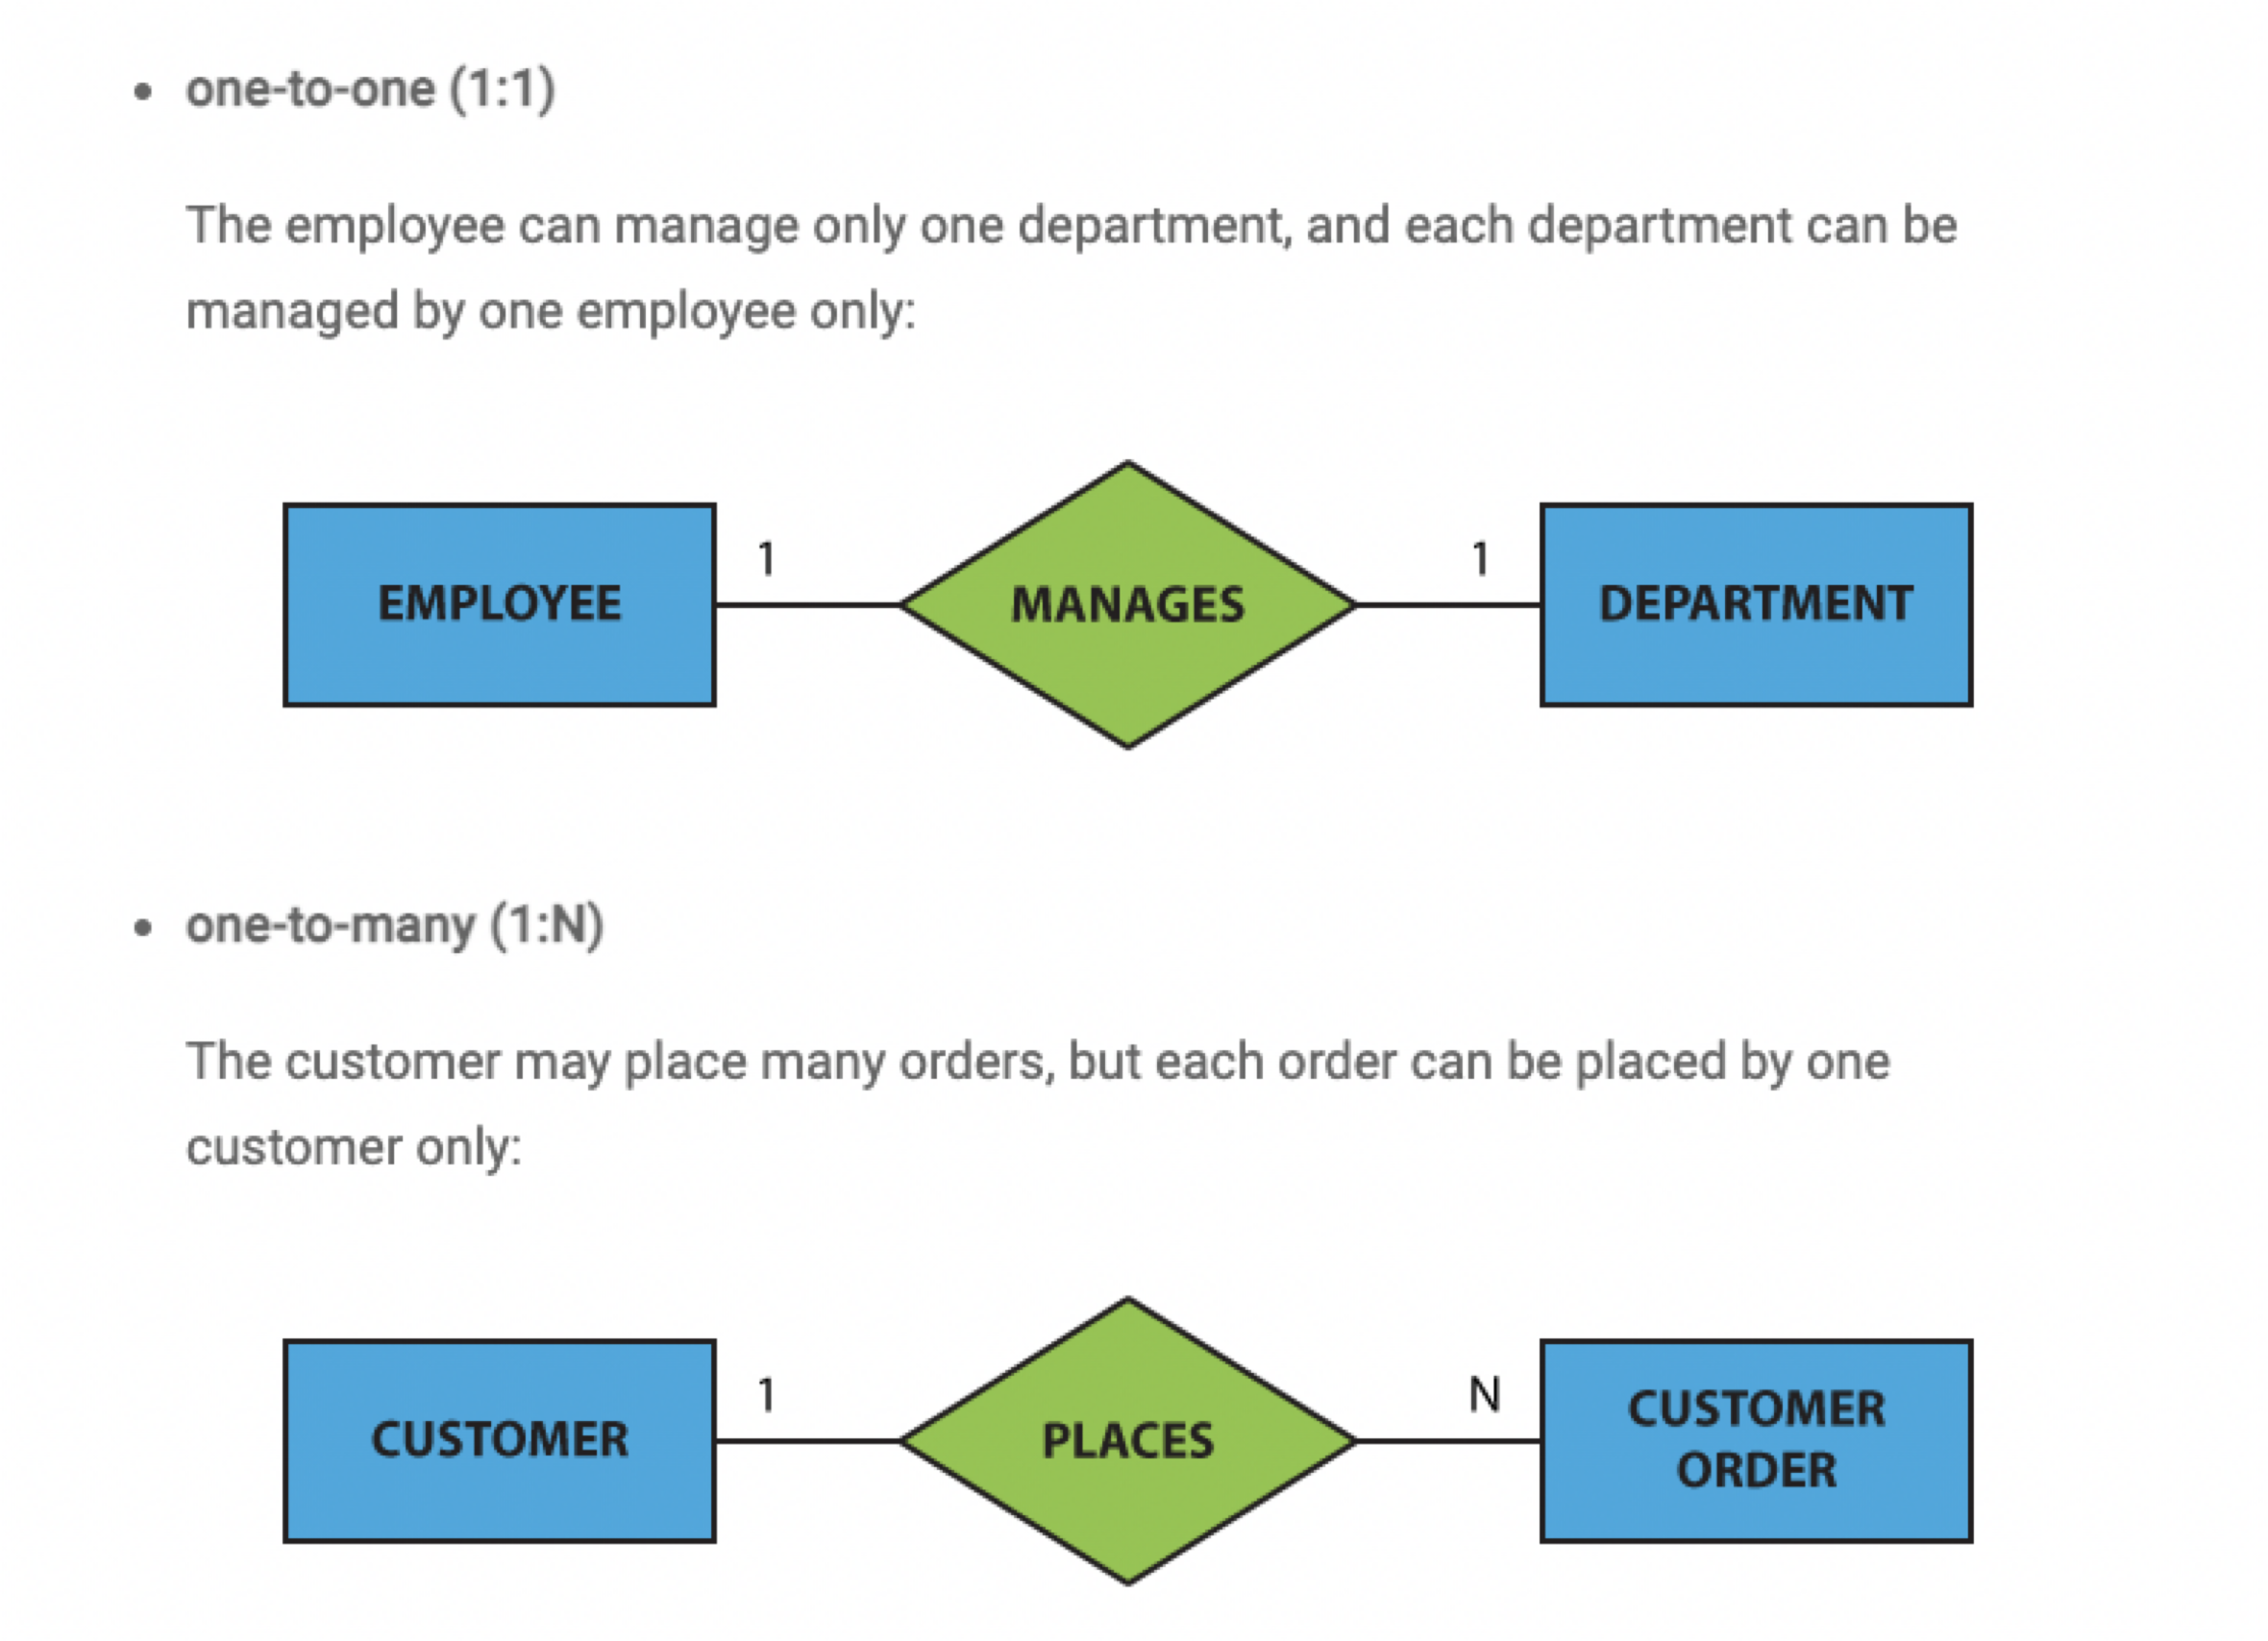 one-to-one (1:1)
The employee can manage only one department, and each department can be
managed by one employee only:
EMPLOYEE 1 MANAGES 1 DEPARTMENT
one-to-many (1:N)
The customer may place many orders, but each order can be placed by one
customer only:
CUSTOMER 1 PLACES N CUSTOMER
ORDER